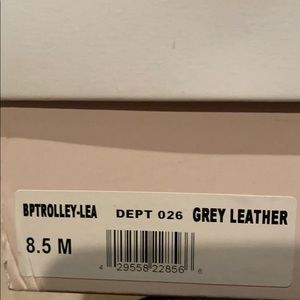 BPTROLLEY-LEA DEPT 026 GREY LEATHER
8.5 M
4 29558 22856 6